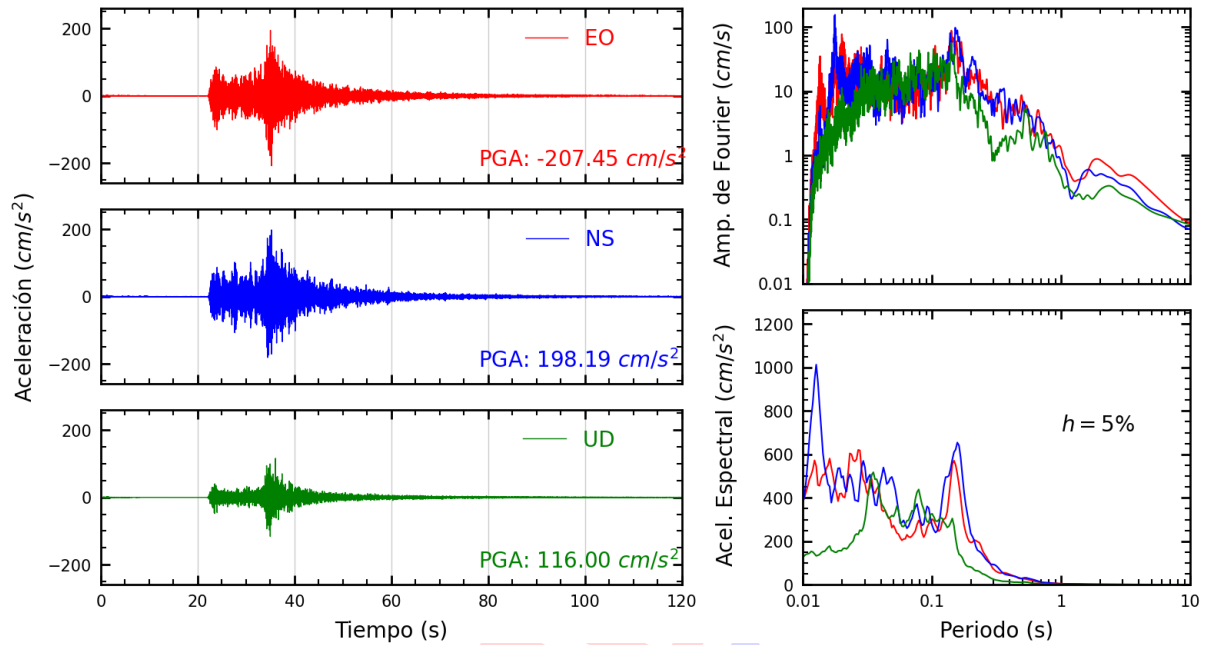 Aceleración (cm/s²)
200
0
−200
EO
PGA: -207.45 cm/s²
200
0
−200
NS
PGA: 198.19 cm/s²
200
0
−200
UD
PGA: 116.00 cm/s²
0 20 40 60 80 100 120
Tiempo (s)
Amp. de Fourier (cm/s)
100
10
1
0.1
0.01
Acel. Espectral (cm/s²)
1200
1000
800
600
400
200
0
h = 5%
0.01 0.1 1 10
Periodo (s)